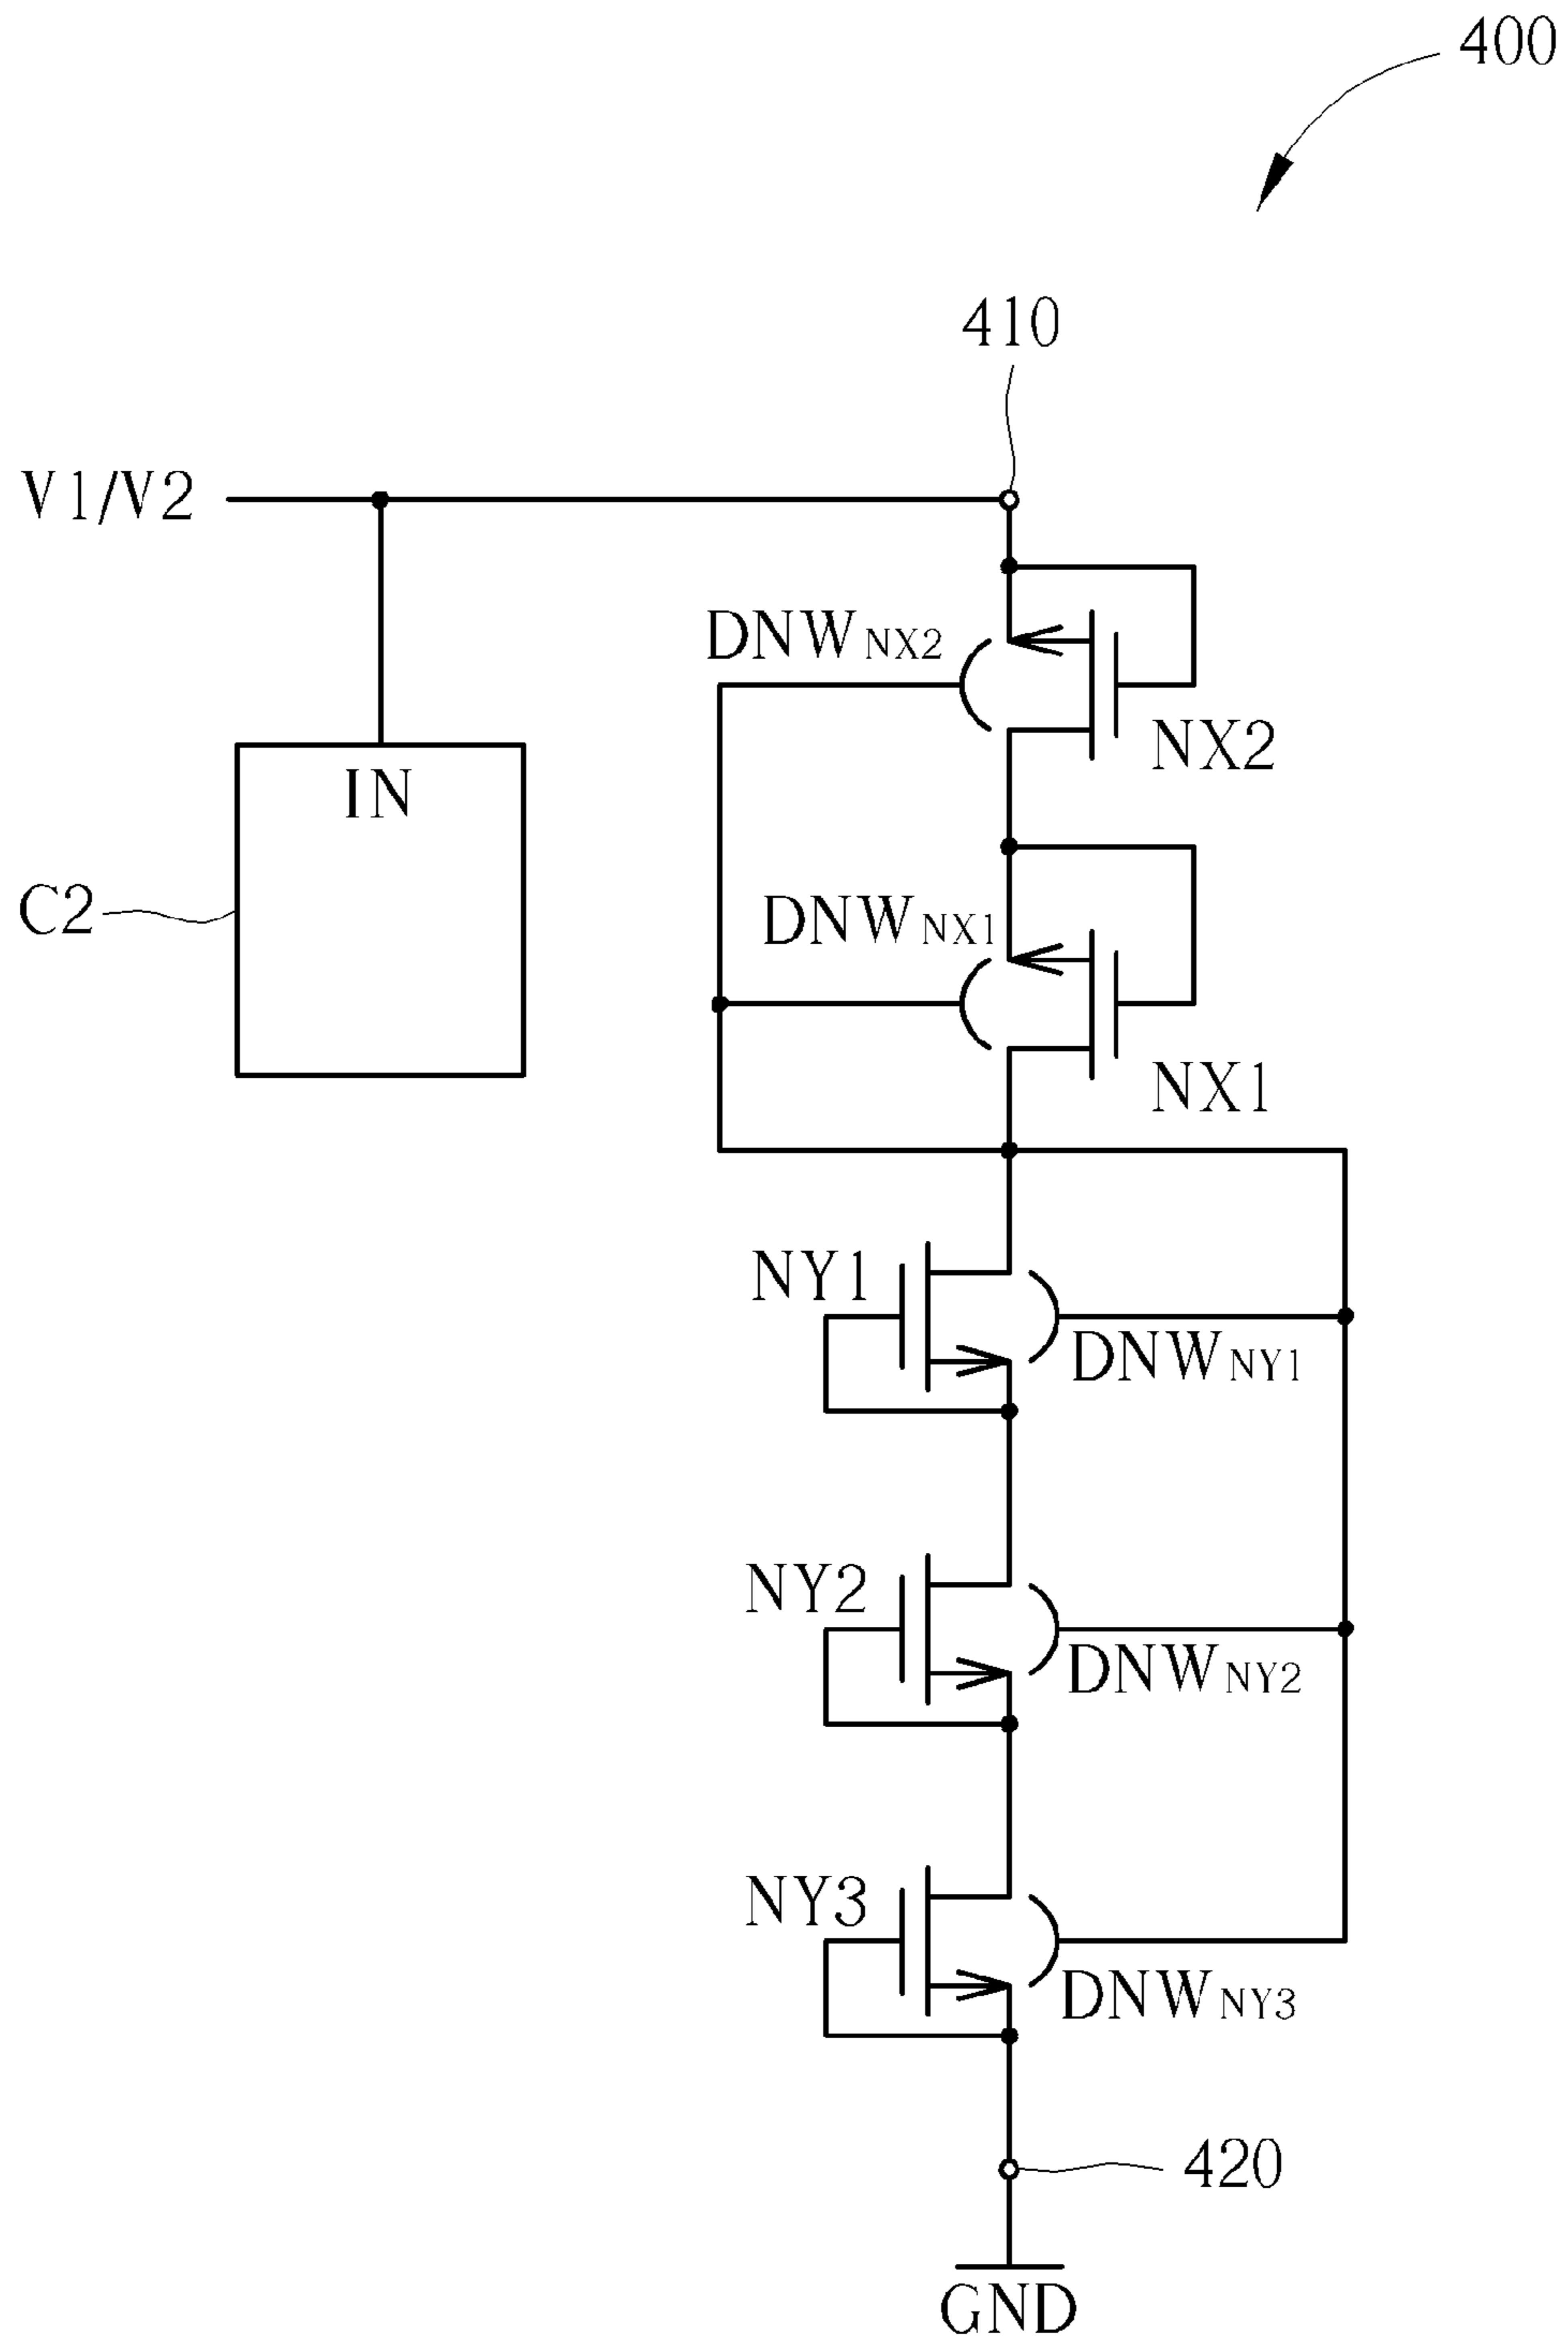 400
410
V1/V2
DNWNX2
NX2
IN
C2
DNWNX1
NX1
NY1
DNWNY1
NY2
DNWNY2
NY3
DNWNY3
420
GND